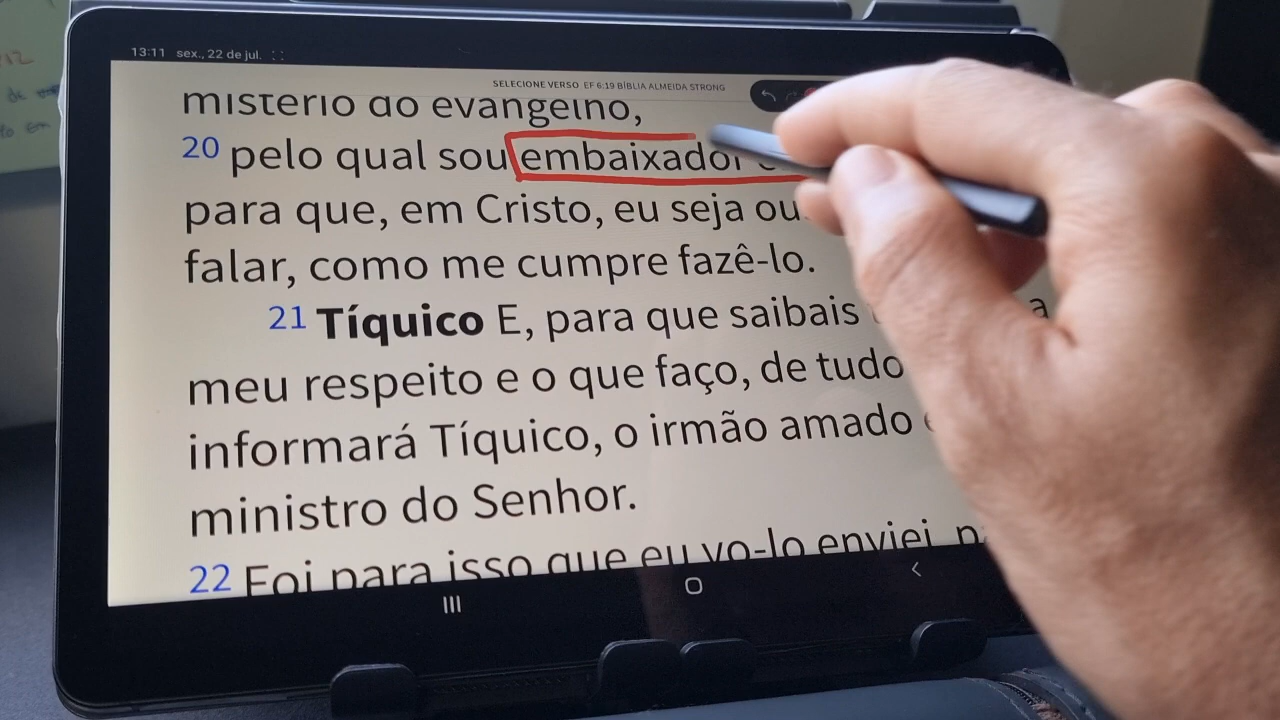 13:11 sex., 22 de jul.
SELECIONE VERSO EF 6:19 BÍBLIA ALMEIDA STRONG
mistério do evangelho,
20 pelo qual sou embaixador
para que, em Cristo, eu seja
falar, como me cumpre fazê-lo.
21 Tíquico E, para que saibais a
meu respeito e o que faço, de tudo
informará Tíquico, o irmão amado
ministro do Senhor.
22 Foi para isso que eu vo-lo enviei,